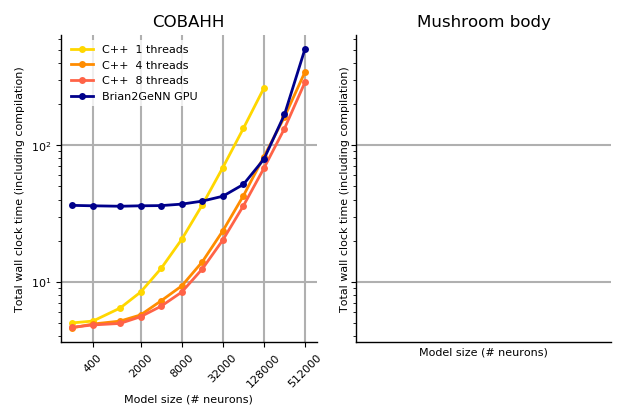 COBAHH
Total wall clock time (including compilation)
C++  1 threads
C++  4 threads
C++  8 threads
Brian2GeNN GPU
10²
10¹
400
2000
8000
32000
128000
512000
Model size (# neurons)
Mushroom body
Total wall clock time (including compilation)
Model size (# neurons)